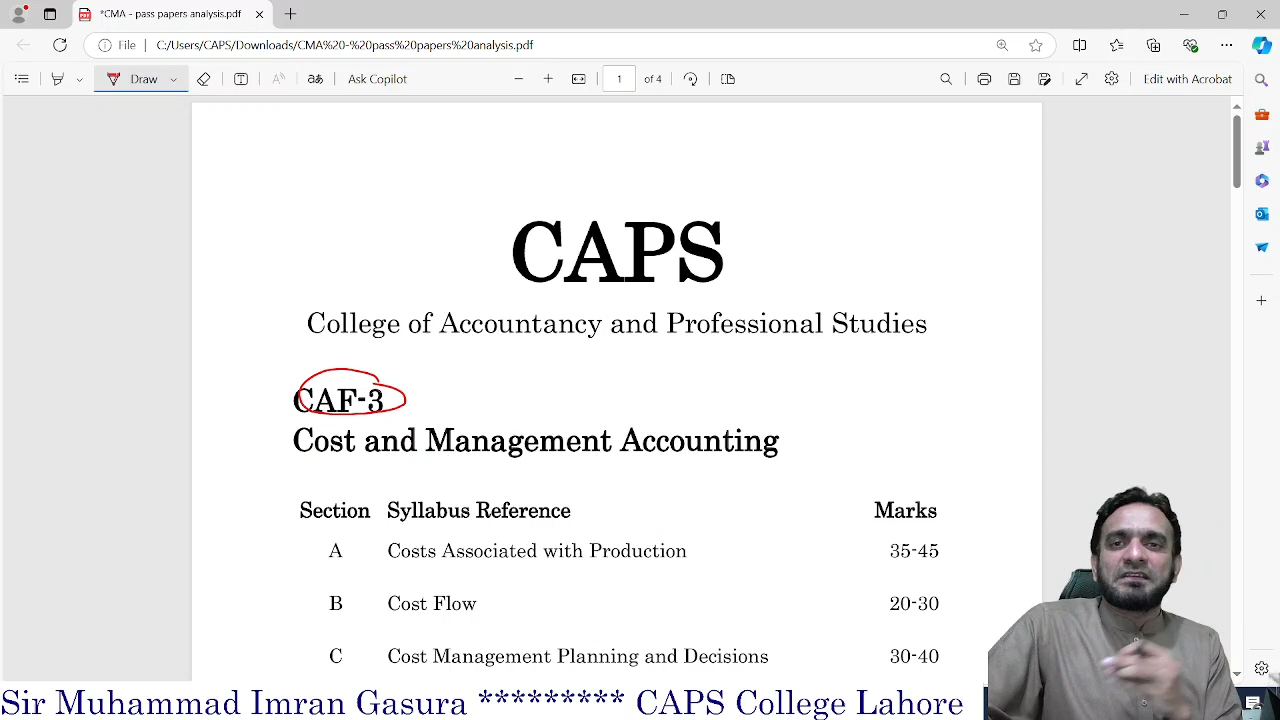 *CMA - pass papers analysis.pdf
File C:/Users/CAPS/Downloads/CMA%20-%20pass%20papers%20analysis.pdf
Draw Ask Copilot 1 of 4 Edit with Acrobat
CAPS
College of Accountancy and Professional Studies
CAF-3
Cost and Management Accounting
Section Syllabus Reference Marks
A Costs Associated with Production 35-45
B Cost Flow 20-30
C Cost Management Planning and Decisions 30-40
Sir Muhammad Imran Gasura ********* CAPS College Lahore